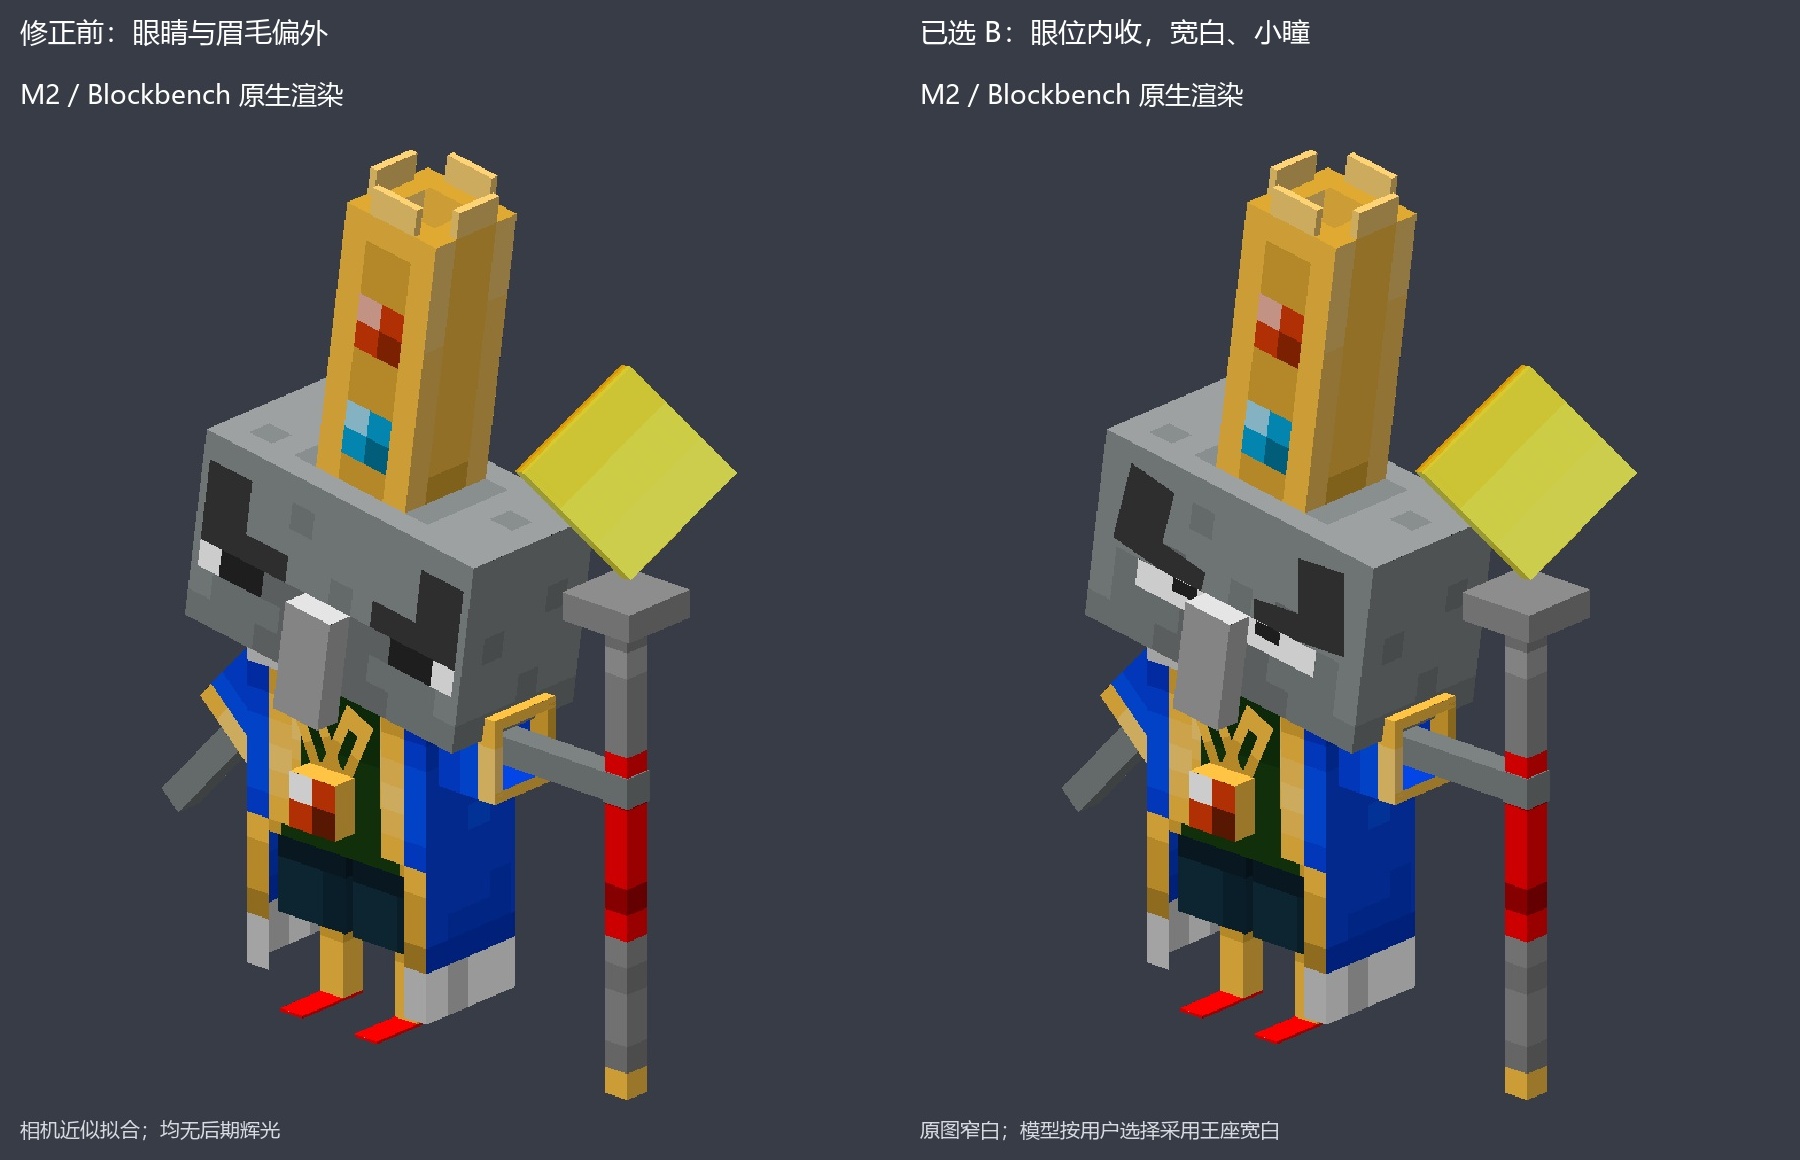 修正前：眼睛与眉毛偏外
M2 / Blockbench 原生渲染
相机近似拟合；均无后期辉光
已选 B：眼位内收，宽白、小瞳
M2 / Blockbench 原生渲染
原图窄白；模型按用户选择采用王座宽白